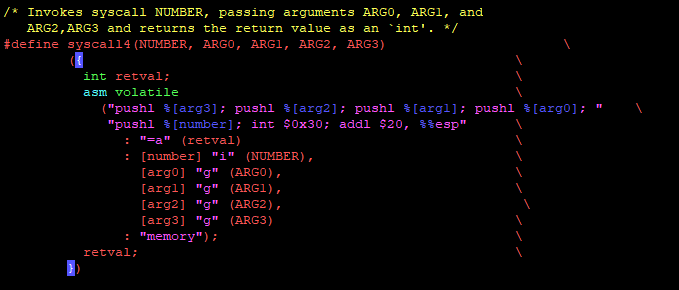 /* Invokes syscall NUMBER, passing arguments ARG0, ARG1, and
   ARG2,ARG3 and returns the return value as an `int'. */
#define syscall4(NUMBER, ARG0, ARG1, ARG2, ARG3)                       \
        ({                                                       \
          int retval;                                            \
          asm volatile                                           \
            ("pushl %[arg3]; pushl %[arg2]; pushl %[arg1]; pushl %[arg0]; "    \
             "pushl %[number]; int $0x30; addl $20, %%esp"       \
               : "=a" (retval)                                   \
               : [number] "i" (NUMBER),                          \
                 [arg0] "g" (ARG0),                              \
                 [arg1] "g" (ARG1),                              \
                 [arg2] "g" (ARG2),                               \
                 [arg3] "g" (ARG3)                               \
               : "memory");                                      \
          retval;                                                \
        })